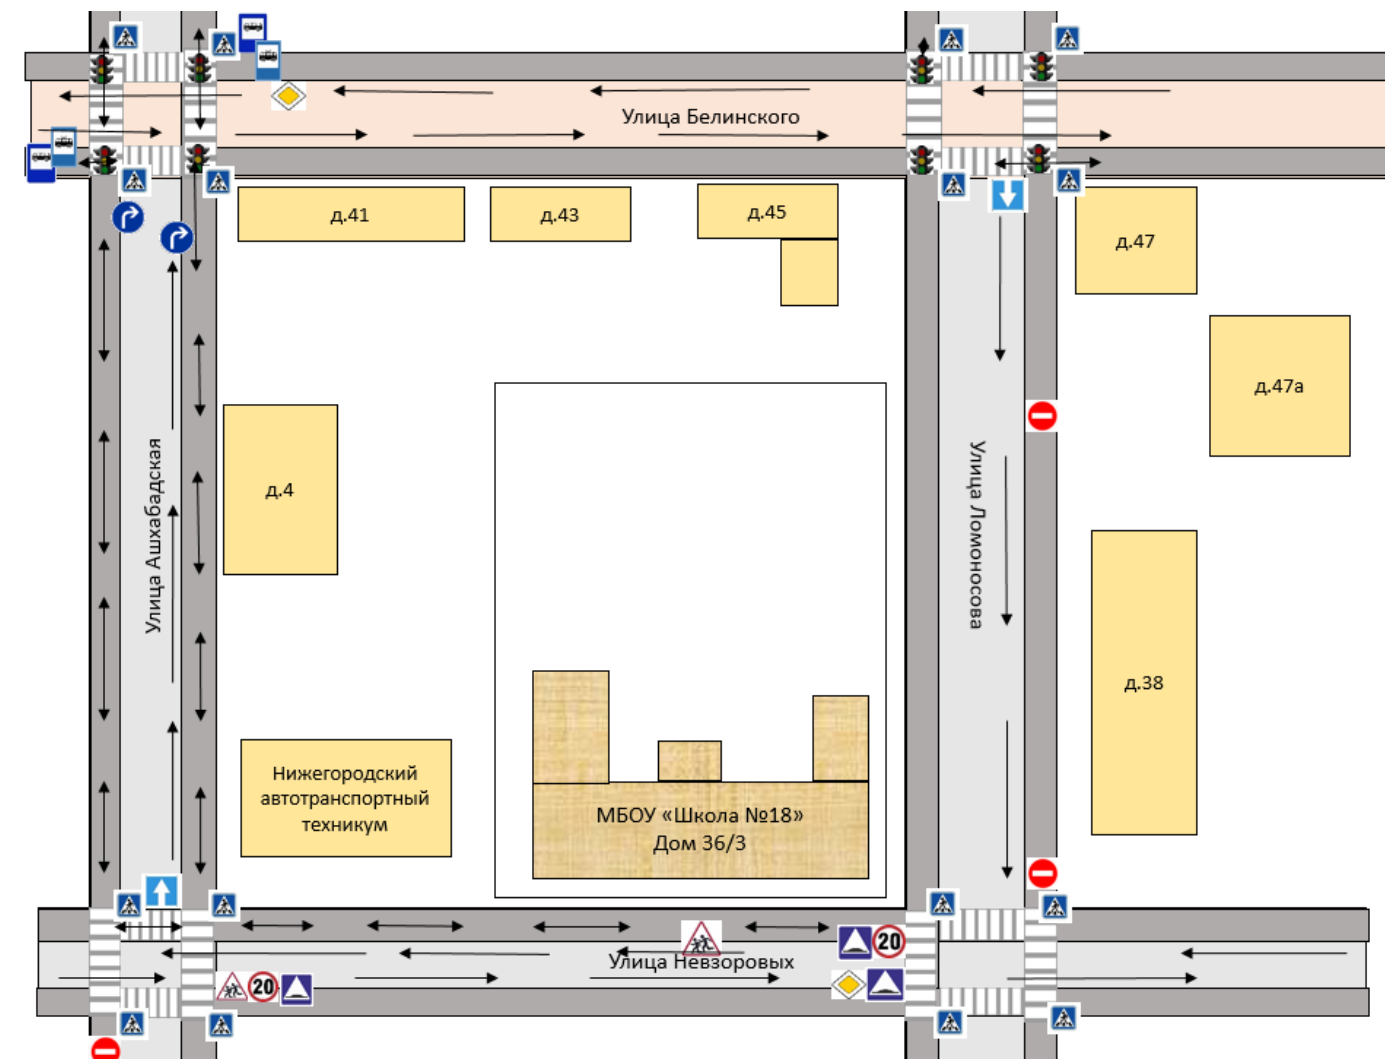 Улица Белинского
д.41
д.43
д.45
д.47
д.47а
Улица Ашхабадская
д.4
Улица Ломоносова
д.38
Нижегородский
автотранспортный
техникум
МБОУ «Школа №18»
Дом 36/3
20
Улица Невзоровых
20